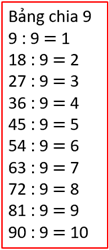 Bảng chia 9
9 : 9 = 1
18 : 9 = 2
27 : 9 = 3
36 : 9 = 4
45 : 9 = 5
54 : 9 = 6
63 : 9 = 7
72 : 9 = 8
81 : 9 = 9
90 : 9 = 10